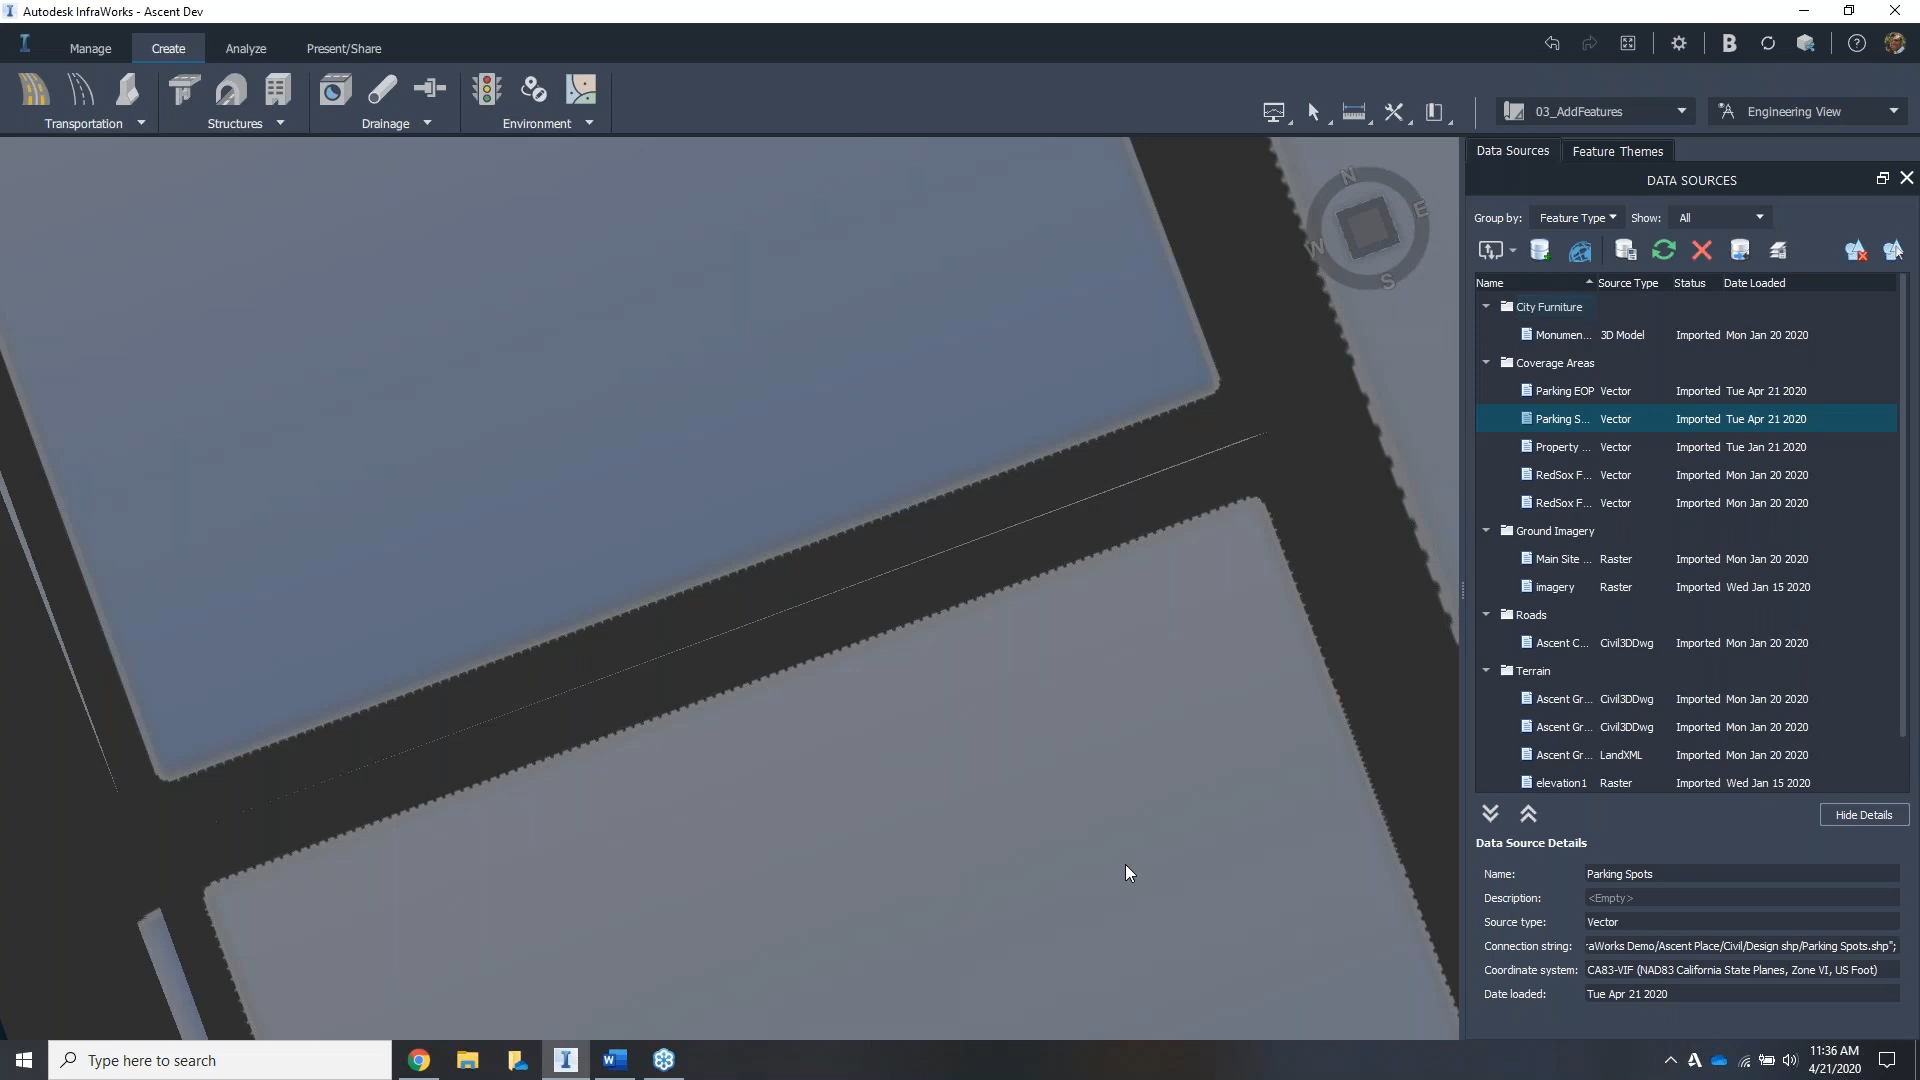 Autodesk InfraWorks - Ascent Dev
Manage Create Analyze Present/Share
Transportation Structures Drainage Environment
03_AddFeatures Engineering View
N
E
W
S
Data Sources Feature Themes
DATA SOURCES
Group by: Feature Type Show: All
Name Source Type Status Date Loaded
City Furniture
Monumen... 3D Model Imported Mon Jan 20 2020
Coverage Areas
Parking EOP Vector Imported Tue Apr 21 2020
Parking S... Vector Imported Tue Apr 21 2020
Property ... Vector Imported Tue Jan 21 2020
RedSox F... Vector Imported Mon Jan 20 2020
RedSox F... Vector Imported Mon Jan 20 2020
Ground Imagery
Main Site ... Raster Imported Mon Jan 20 2020
imagery Raster Imported Wed Jan 15 2020
Roads
Ascent C... Civil3DDwg Imported Mon Jan 20 2020
Terrain
Ascent Gr... Civil3DDwg Imported Mon Jan 20 2020
Ascent Gr... Civil3DDwg Imported Mon Jan 20 2020
Ascent Gr... LandXML Imported Mon Jan 20 2020
elevation1 Raster Imported Wed Jan 15 2020
Hide Details
Data Source Details
Name: Parking Spots
Description: <Empty>
Source type: Vector
Connection string: raWorks Demo/Ascent Place/Civil/Design shp/Parking Spots.shp";
Coordinate system: CA83-VIF (NAD83 California State Planes, Zone VI, US Foot)
Date loaded: Tue Apr 21 2020
Type here to search
11:36 AM
4/21/2020